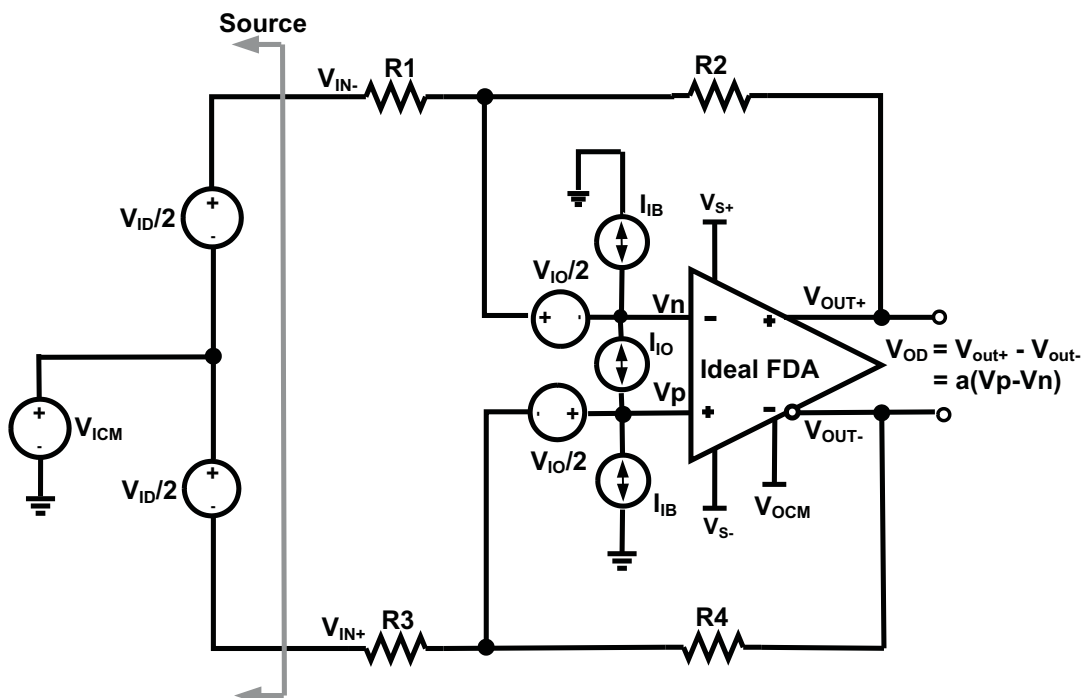 Source
V_IN-
R1
R2
V_ID/2
+
-
I_IB
V_S+
V_IO/2
+
-
Vn
-
+
V_OUT+
I_IO
Ideal FDA
V_OD = V_out+ - V_out-
= a(Vp-Vn)
Vp
+
-
V_OUT-
-
+
V_IO/2
V_ICM
+
-
V_ID/2
+
-
I_IB
V_S-
V_OCM
V_IN+
R3
R4